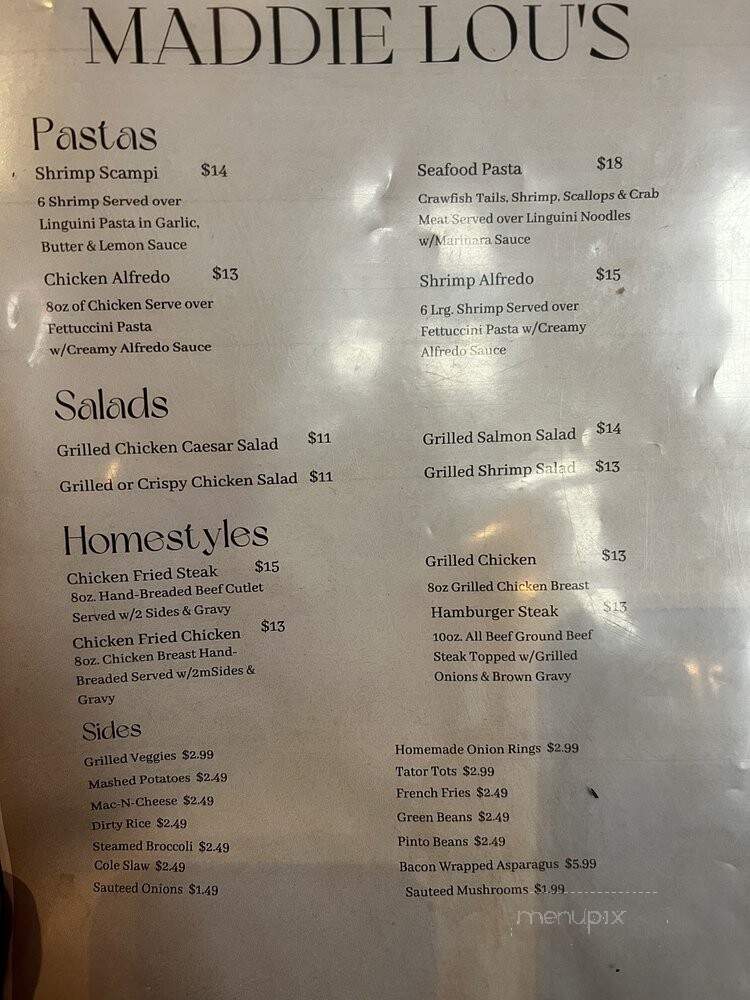 MADDIE LOU'S
Pastas
Shrimp Scampi $14
6 Shrimp Served over
Linguini Pasta in Garlic,
Butter & Lemon Sauce
Chicken Alfredo $13
8oz of Chicken Serve over
Fettuccini Pasta
w/Creamy Alfredo Sauce
Seafood Pasta $18
Crawfish Tails, Shrimp, Scallops & Crab
Meat Served over Linguini Noodles
w/Marinara Sauce
Shrimp Alfredo $15
6 Lrg. Shrimp Served over
Fettuccini Pasta w/Creamy
Alfredo Sauce
Salads
Grilled Chicken Caesar Salad $11
Grilled or Crispy Chicken Salad $11
Grilled Salmon Salad $14
Grilled Shrimp Salad $13
Homestyles
Chicken Fried Steak $15
8oz. Hand-Breaded Beef Cutlet
Served w/2 Sides & Gravy
Chicken Fried Chicken $13
8oz. Chicken Breast Hand-
Breaded Served w/2mSides &
Gravy
Grilled Chicken $13
8oz Grilled Chicken Breast
Hamburger Steak $13
10oz. All Beef Ground Beef
Steak Topped w/Grilled
Onions & Brown Gravy
Sides
Grilled Veggies $2.99
Mashed Potatoes $2.49
Mac-N-Cheese $2.49
Dirty Rice $2.49
Steamed Broccoli $2.49
Cole Slaw $2.49
Sauteed Onions $1.49
Homemade Onion Rings $2.99
Tator Tots $2.99
French Fries $2.49
Green Beans $2.49
Pinto Beans $2.49
Bacon Wrapped Asparagus $5.99
Sauteed Mushrooms $1.99
menupix